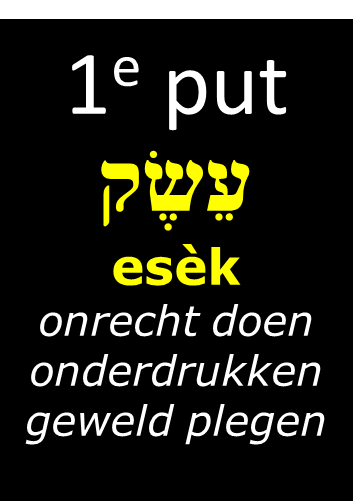 1e put
עֵשֶׂק
esèk
onrecht doen
onderdrukken
geweld plegen